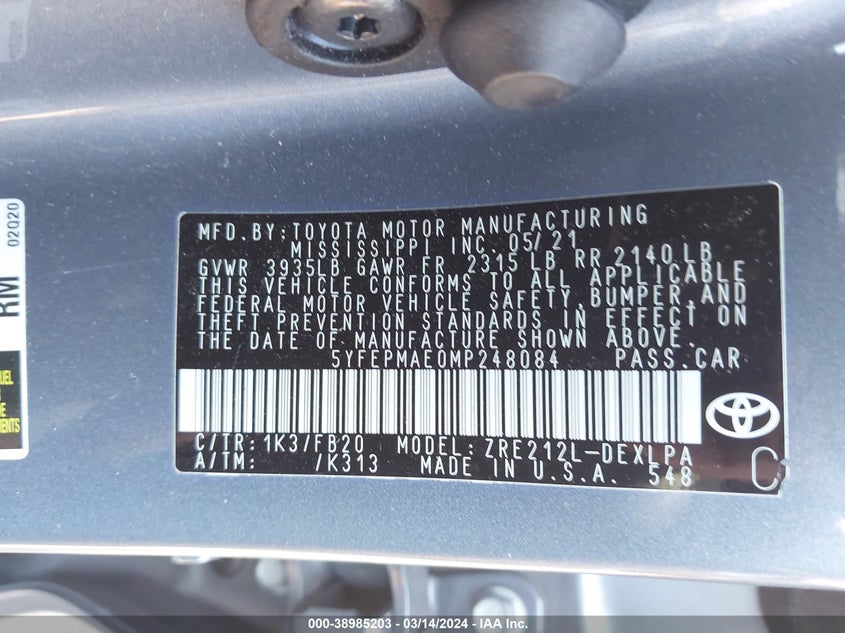 MFD. BY: TOYOTA MOTOR MANUFACTURING
MISSISSIPPI INC. 05/21
GVWR 3935LB GAWR FR 2315 LB RR 2140 LB
THIS VEHICLE CONFORMS TO ALL APPLICABLE
FEDERAL MOTOR VEHICLE SAFETY, BUMPER, AND
THEFT PREVENTION STANDARDS IN EFFECT ON
THE DATE OF MANUFACTURE SHOWN ABOVE.
5YFEPMAE0MP248084 PASS. CAR
C/TR: 1K3/FB20 MODEL: ZRE212L-DEXLPA
A/TM: /K313 MADE IN U.S.A. 548
C
02020
RM
UEL
E
ENTS
000-38985203 - 03/14/2024 - IAA Inc.